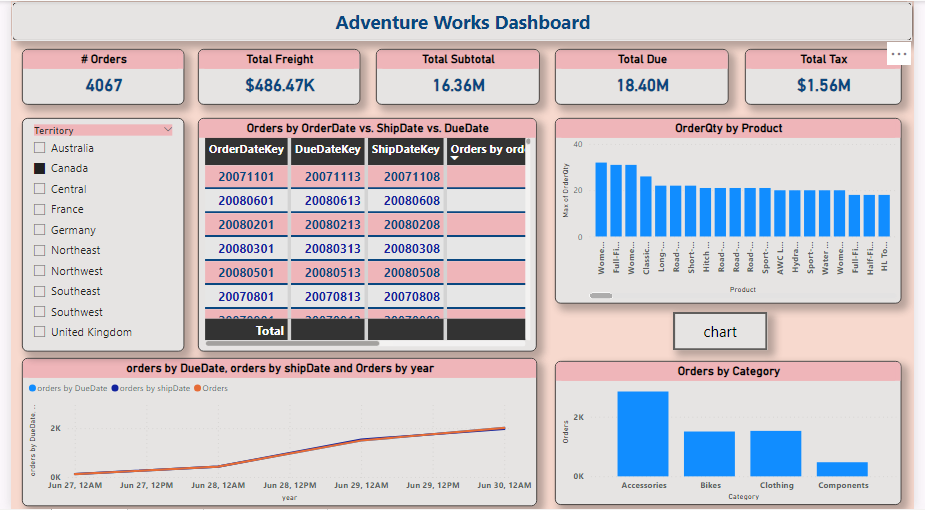 Adventure Works Dashboard
# Orders
4067
Total Freight
$486.47K
Total Subtotal
16.36M
Total Due
18.40M
Total Tax
$1.56M
Territory
Australia
Canada
Central
France
Germany
Northeast
Northwest
Southeast
Southwest
United Kingdom
Orders by OrderDate vs. ShipDate vs. DueDate
OrderDateKey DueDateKey ShipDateKey Orders by orde
20071101 20071113 20071108
20080601 20080613 20080608
20080201 20080213 20080208
20080301 20080313 20080308
20080501 20080513 20080508
20070801 20070813 20070808
Total
OrderQty by Product
Max of OrderQty
40
20
0
Wome... Full-Fi... Wome... Classic... Long-... Road-... Short-... Hitch ... Road-... Road-... Road-... Sport-... AWC L... Hydra... Sport-... Water ... Wome... Full-Fi... Half-Fi... HL To...
Product
chart
orders by DueDate, orders by shipDate and Orders by year
orders by DueDate orders by shipDate Orders
orders by DueDate...
2K
0K
Jun 27, 12AM Jun 27, 12PM Jun 28, 12AM Jun 28, 12PM Jun 29, 12AM Jun 29, 12PM Jun 30, 12AM
year
Orders by Category
Orders
2K
0K
Accessories Bikes Clothing Components
Category